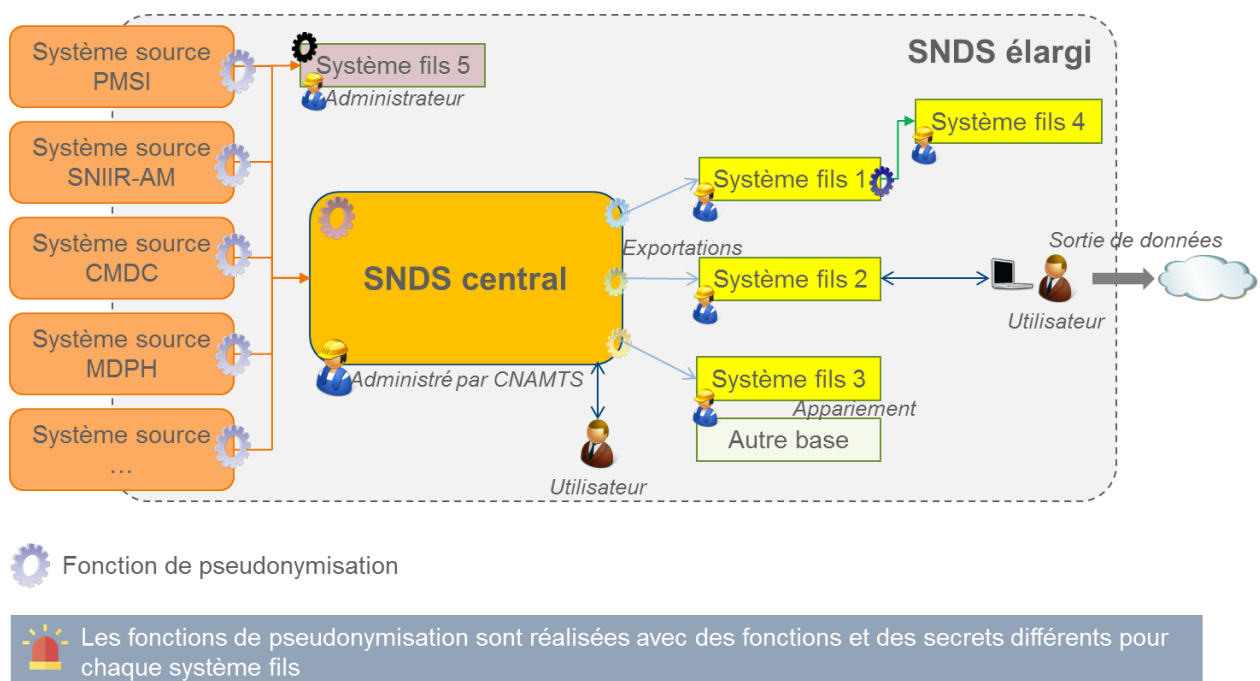 Système source
PMSI
Système fils 5
Administrateur
SNDS élargi
Système source
SNIIR-AM
Système fils 4
Système fils 1
Système source
CMDC
SNDS central
Exportations
Système fils 2
Sortie de données
Utilisateur
Système source
MDPH
Administré par CNAMTS
Système fils 3
Appariement
Autre base
Système source
...
Utilisateur
Fonction de pseudonymisation
Les fonctions de pseudonymisation sont réalisées avec des fonctions et des secrets différents pour
chaque système fils